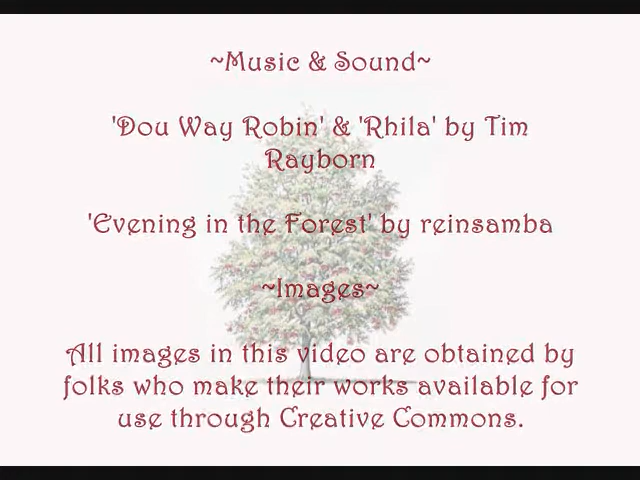 ~Music & Sound~
'Dou Way Robin' & 'Rhila' by Tim
Rayborn
'Evening in the Forest' by reinsamba
~Images~
All images in this video are obtained by
folks who make their works available for
use through Creative Commons.